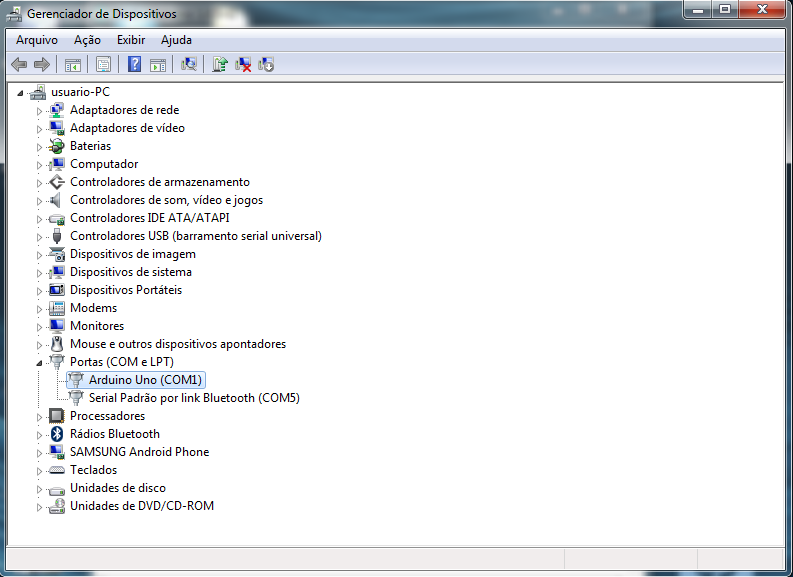 Gerenciador de Dispositivos
Arquivo Ação Exibir Ajuda
usuario-PC
Adaptadores de rede
Adaptadores de vídeo
Baterias
Computador
Controladores de armazenamento
Controladores de som, vídeo e jogos
Controladores IDE ATA/ATAPI
Controladores USB (barramento serial universal)
Dispositivos de imagem
Dispositivos de sistema
Dispositivos Portáteis
Modems
Monitores
Mouse e outros dispositivos apontadores
Portas (COM e LPT)
Arduino Uno (COM1)
Serial Padrão por link Bluetooth (COM5)
Processadores
Rádios Bluetooth
SAMSUNG Android Phone
Teclados
Unidades de disco
Unidades de DVD/CD-ROM